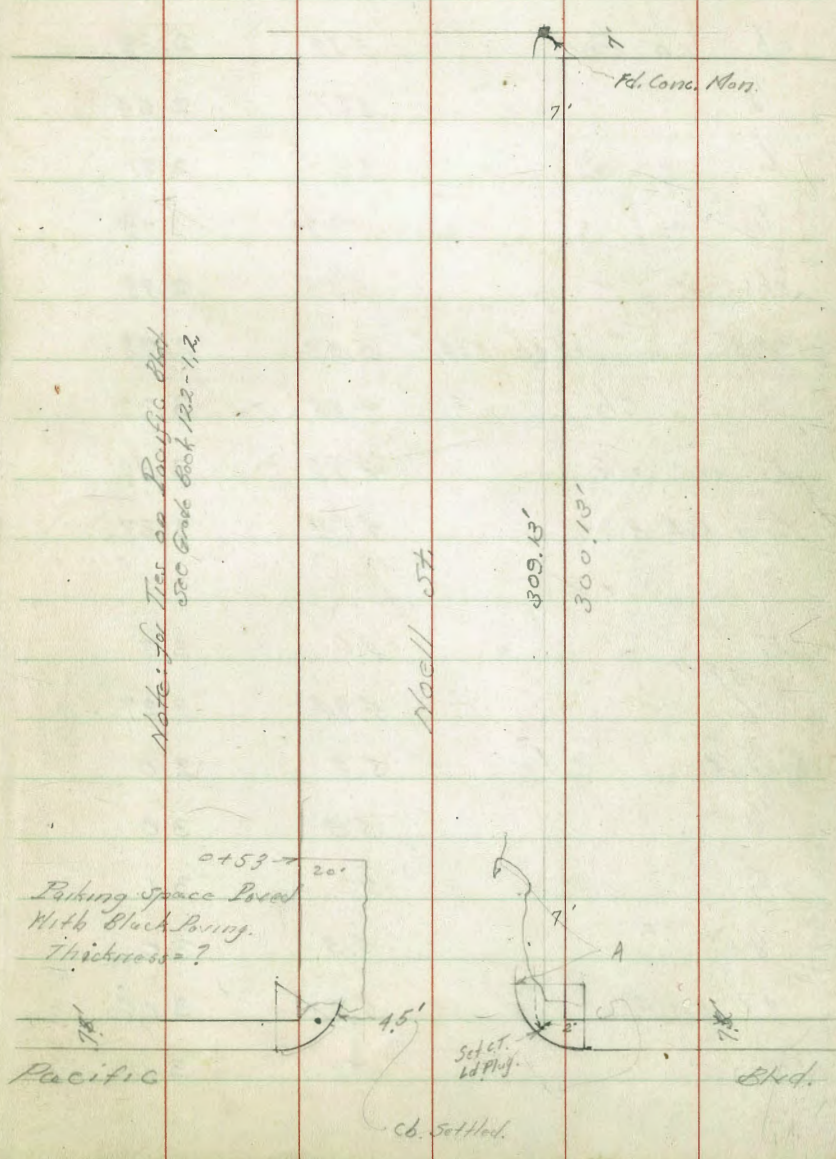 7'
Fd. Conc. Mon.
7'
Note: for Ties on Pacific Blvd
See Grade Book 122-1,2,
309.13'
300.13'
Noell St.
0+53
20'
Parking Space Paved
With Black Paving.
Thickness = ?
7'
A
4.5'
2'
Set C.T.
Ld Plug.
Pacific
Blvd.
Cb. Settled.